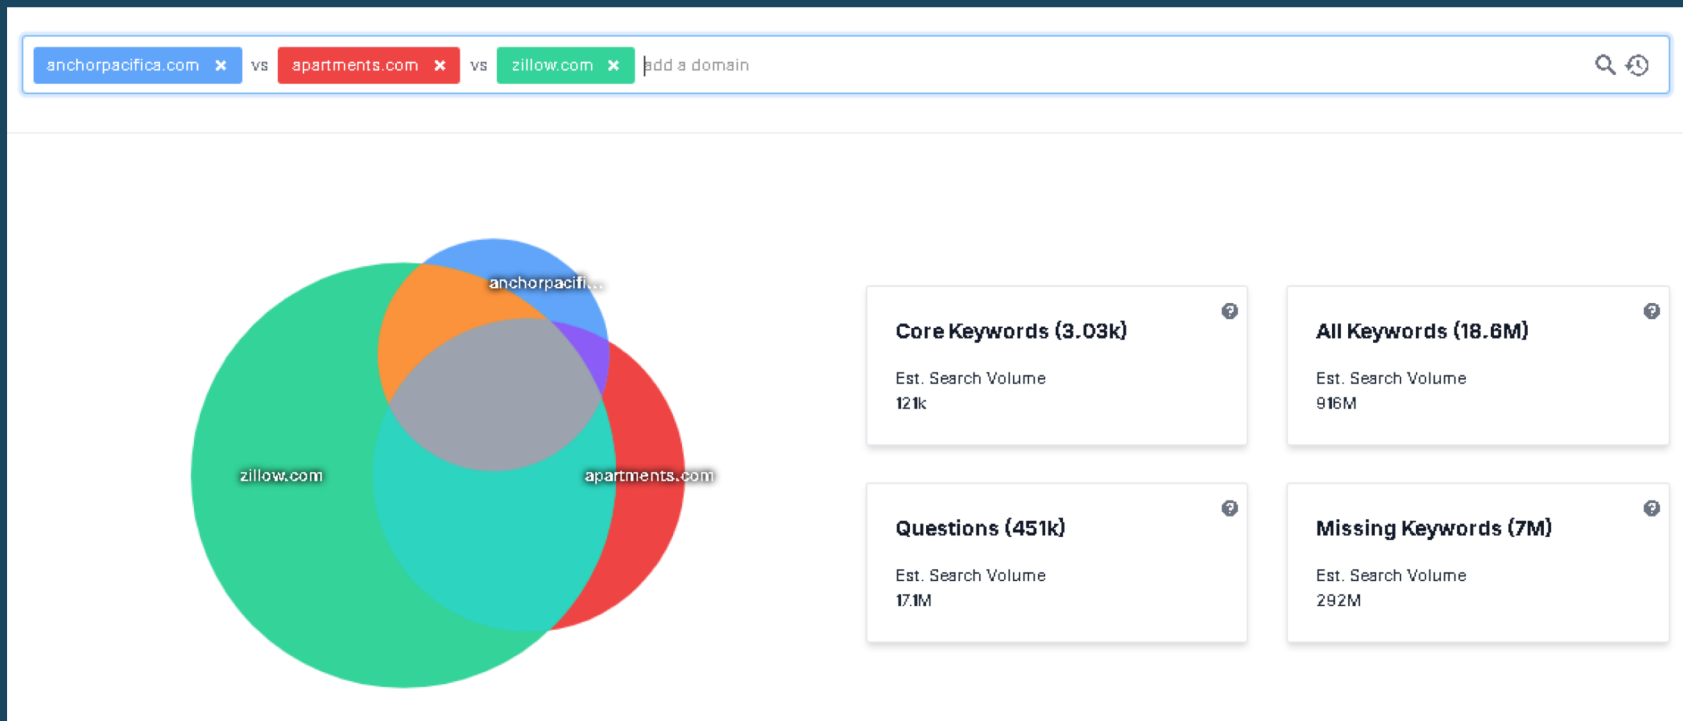 anchorpacifica.com × vs apartments.com × vs zillow.com × add a domain
anchorpacifi...
zillow.com
apartments.com
Core Keywords (3.03k)
Est. Search Volume
121k
All Keywords (18.6M)
Est. Search Volume
916M
Questions (451k)
Est. Search Volume
17.1M
Missing Keywords (7M)
Est. Search Volume
292M